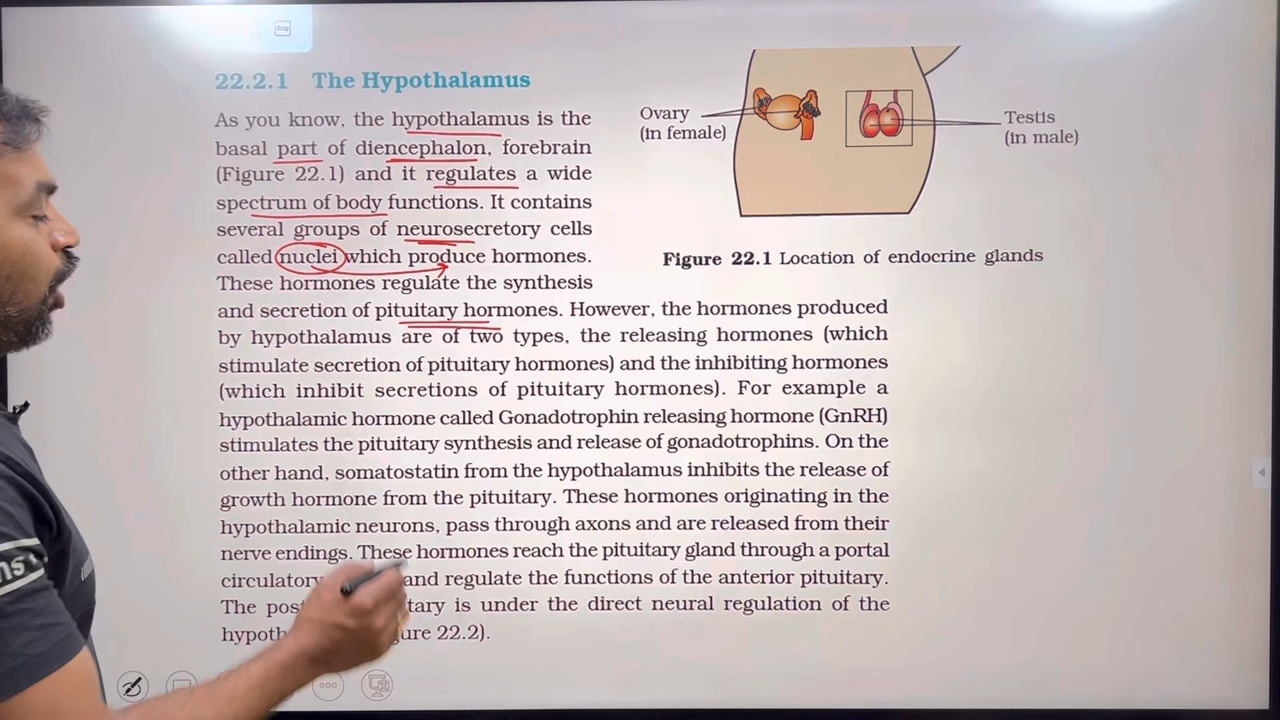 22.2.1 The Hypothalamus
As you know, the hypothalamus is the
basal part of diencephalon, forebrain
(Figure 22.1) and it regulates a wide
spectrum of body functions. It contains
several groups of neurosecretory cells
called nuclei which produce hormones.
These hormones regulate the synthesis
and secretion of pituitary hormones. However, the hormones produced
by hypothalamus are of two types, the releasing hormones (which
stimulate secretion of pituitary hormones) and the inhibiting hormones
(which inhibit secretions of pituitary hormones). For example a
hypothalamic hormone called Gonadotrophin releasing hormone (GnRH)
stimulates the pituitary synthesis and release of gonadotrophins. On the
other hand, somatostatin from the hypothalamus inhibits the release of
growth hormone from the pituitary. These hormones originating in the
hypothalamic neurons, pass through axons and are released from their
nerve endings. These hormones reach the pituitary gland through a portal
circulatory and regulate the functions of the anterior pituitary.
The is under the direct neural regulation of the
22.2).
Ovary
(in female)
Testis
(in male)
Figure 22.1 Location of endocrine glands